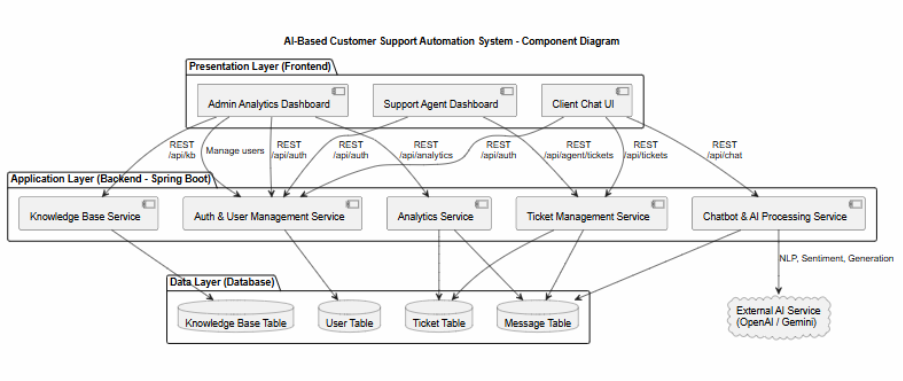 AI-Based Customer Support Automation System - Component Diagram
Presentation Layer (Frontend)
Admin Analytics Dashboard
Support Agent Dashboard
Client Chat UI
REST
/api/kb
Manage users
REST
/api/auth
REST
/api/auth
REST
/api/analytics
REST
/api/auth
REST
/api/agent/tickets
REST
/api/tickets
REST
/api/chat
Application Layer (Backend - Spring Boot)
Knowledge Base Service
Auth & User Management Service
Analytics Service
Ticket Management Service
Chatbot & AI Processing Service
NLP, Sentiment, Generation
Data Layer (Database)
Knowledge Base Table
User Table
Ticket Table
Message Table
External AI Service
(OpenAI / Gemini)